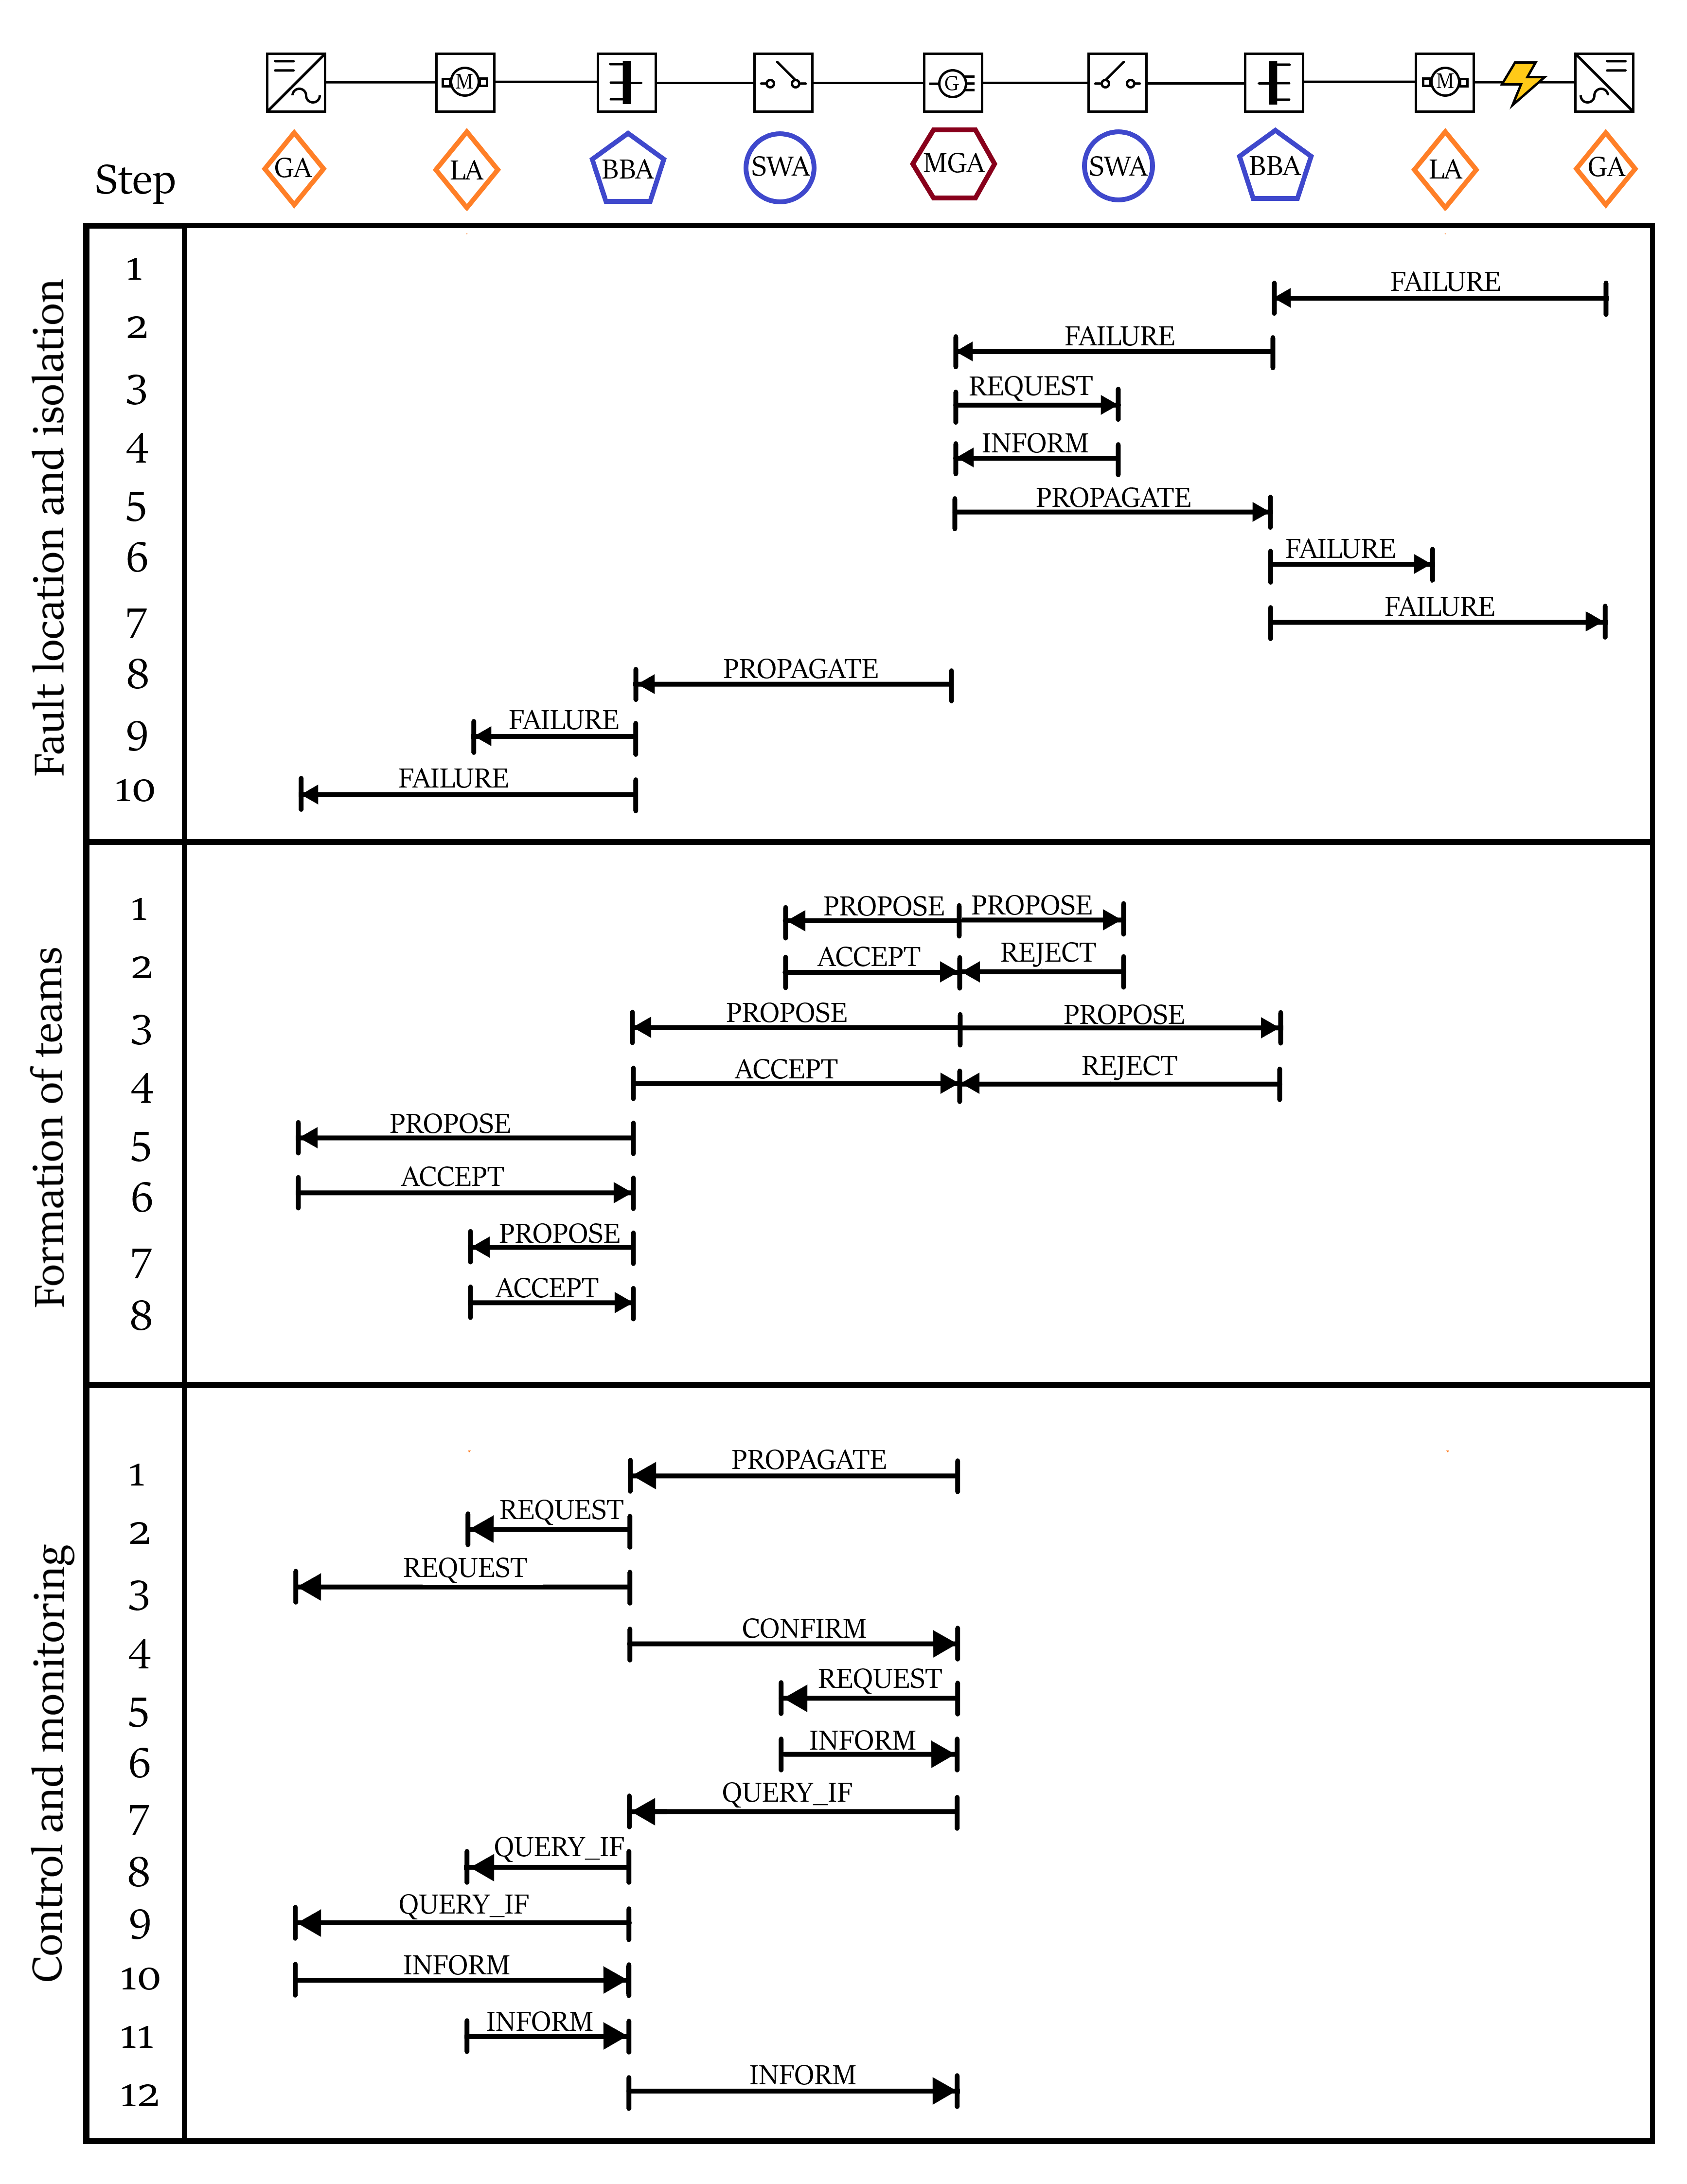 M
G
M
Step
GA
LA
BBA
SWA
MGA
SWA
BBA
LA
GA
Fault location and isolation
1
FAILURE
2
FAILURE
3
REQUEST
4
INFORM
5
PROPAGATE
6
FAILURE
7
FAILURE
8
PROPAGATE
9
FAILURE
10
FAILURE
Formation of teams
1
PROPOSE
PROPOSE
2
ACCEPT
REJECT
3
PROPOSE
PROPOSE
4
ACCEPT
REJECT
5
PROPOSE
6
ACCEPT
7
PROPOSE
8
ACCEPT
Control and monitoring
1
PROPAGATE
2
REQUEST
3
REQUEST
4
CONFIRM
5
REQUEST
6
INFORM
7
QUERY_IF
8
QUERY_IF
9
QUERY_IF
10
INFORM
11
INFORM
12
INFORM